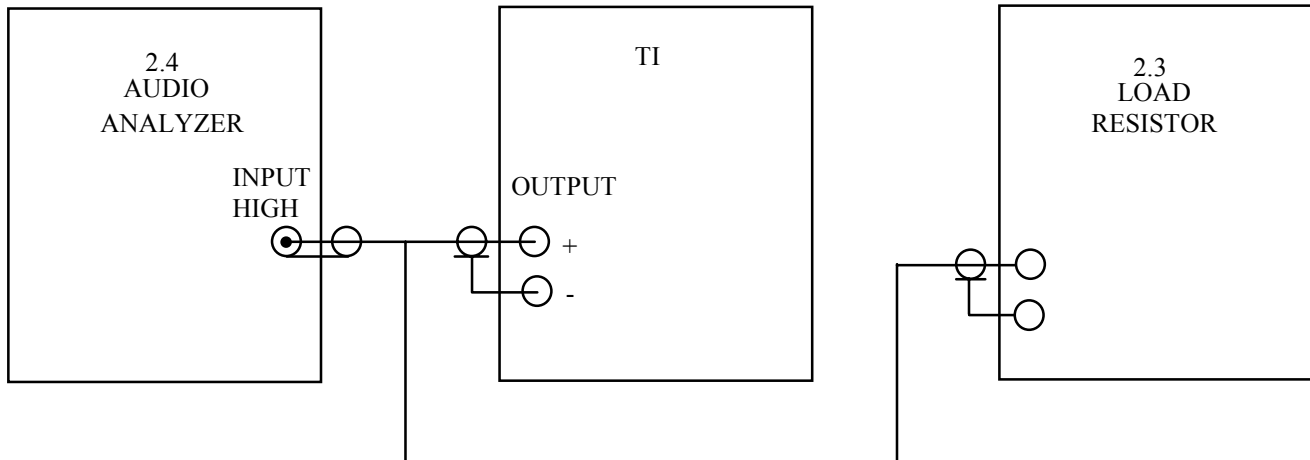 2.4
AUDIO
ANALYZER
INPUT
HIGH
TI
OUTPUT
+
-
2.3
LOAD
RESISTOR